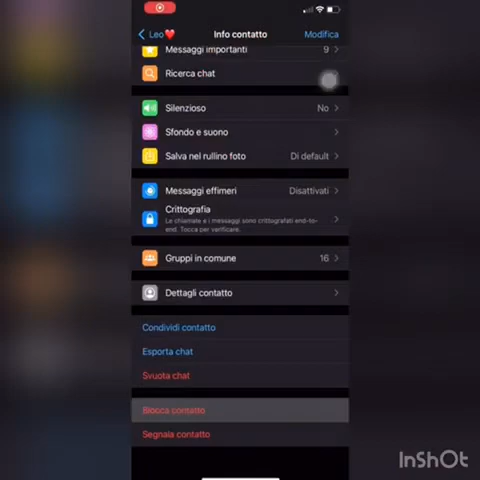 Leo❤️
Info contatto
Modifica
Messaggi importanti
9
Ricerca chat
Silenzioso
No
Sfondo e suono
Salva nel rullino foto
Di default
Messaggi effimeri
Disattivati
Crittografia
Le chiamate e i messaggi sono crittografati end-to-
end. Tocca per verificare.
Gruppi in comune
16
Dettagli contatto
Condividi contatto
Esporta chat
Svuota chat
Blocca contatto
Segnala contatto
InShOt